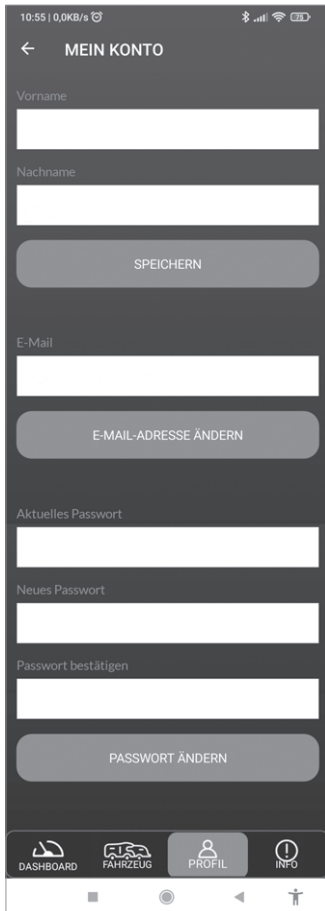 10:55 | 0,0KB/s
75
MEIN KONTO
Vorname
Nachname
SPEICHERN
E-Mail
E-MAIL-ADRESSE ÄNDERN
Aktuelles Passwort
Neues Passwort
Passwort bestätigen
PASSWORT ÄNDERN
DASHBOARD FAHRZEUG PROFIL INFO